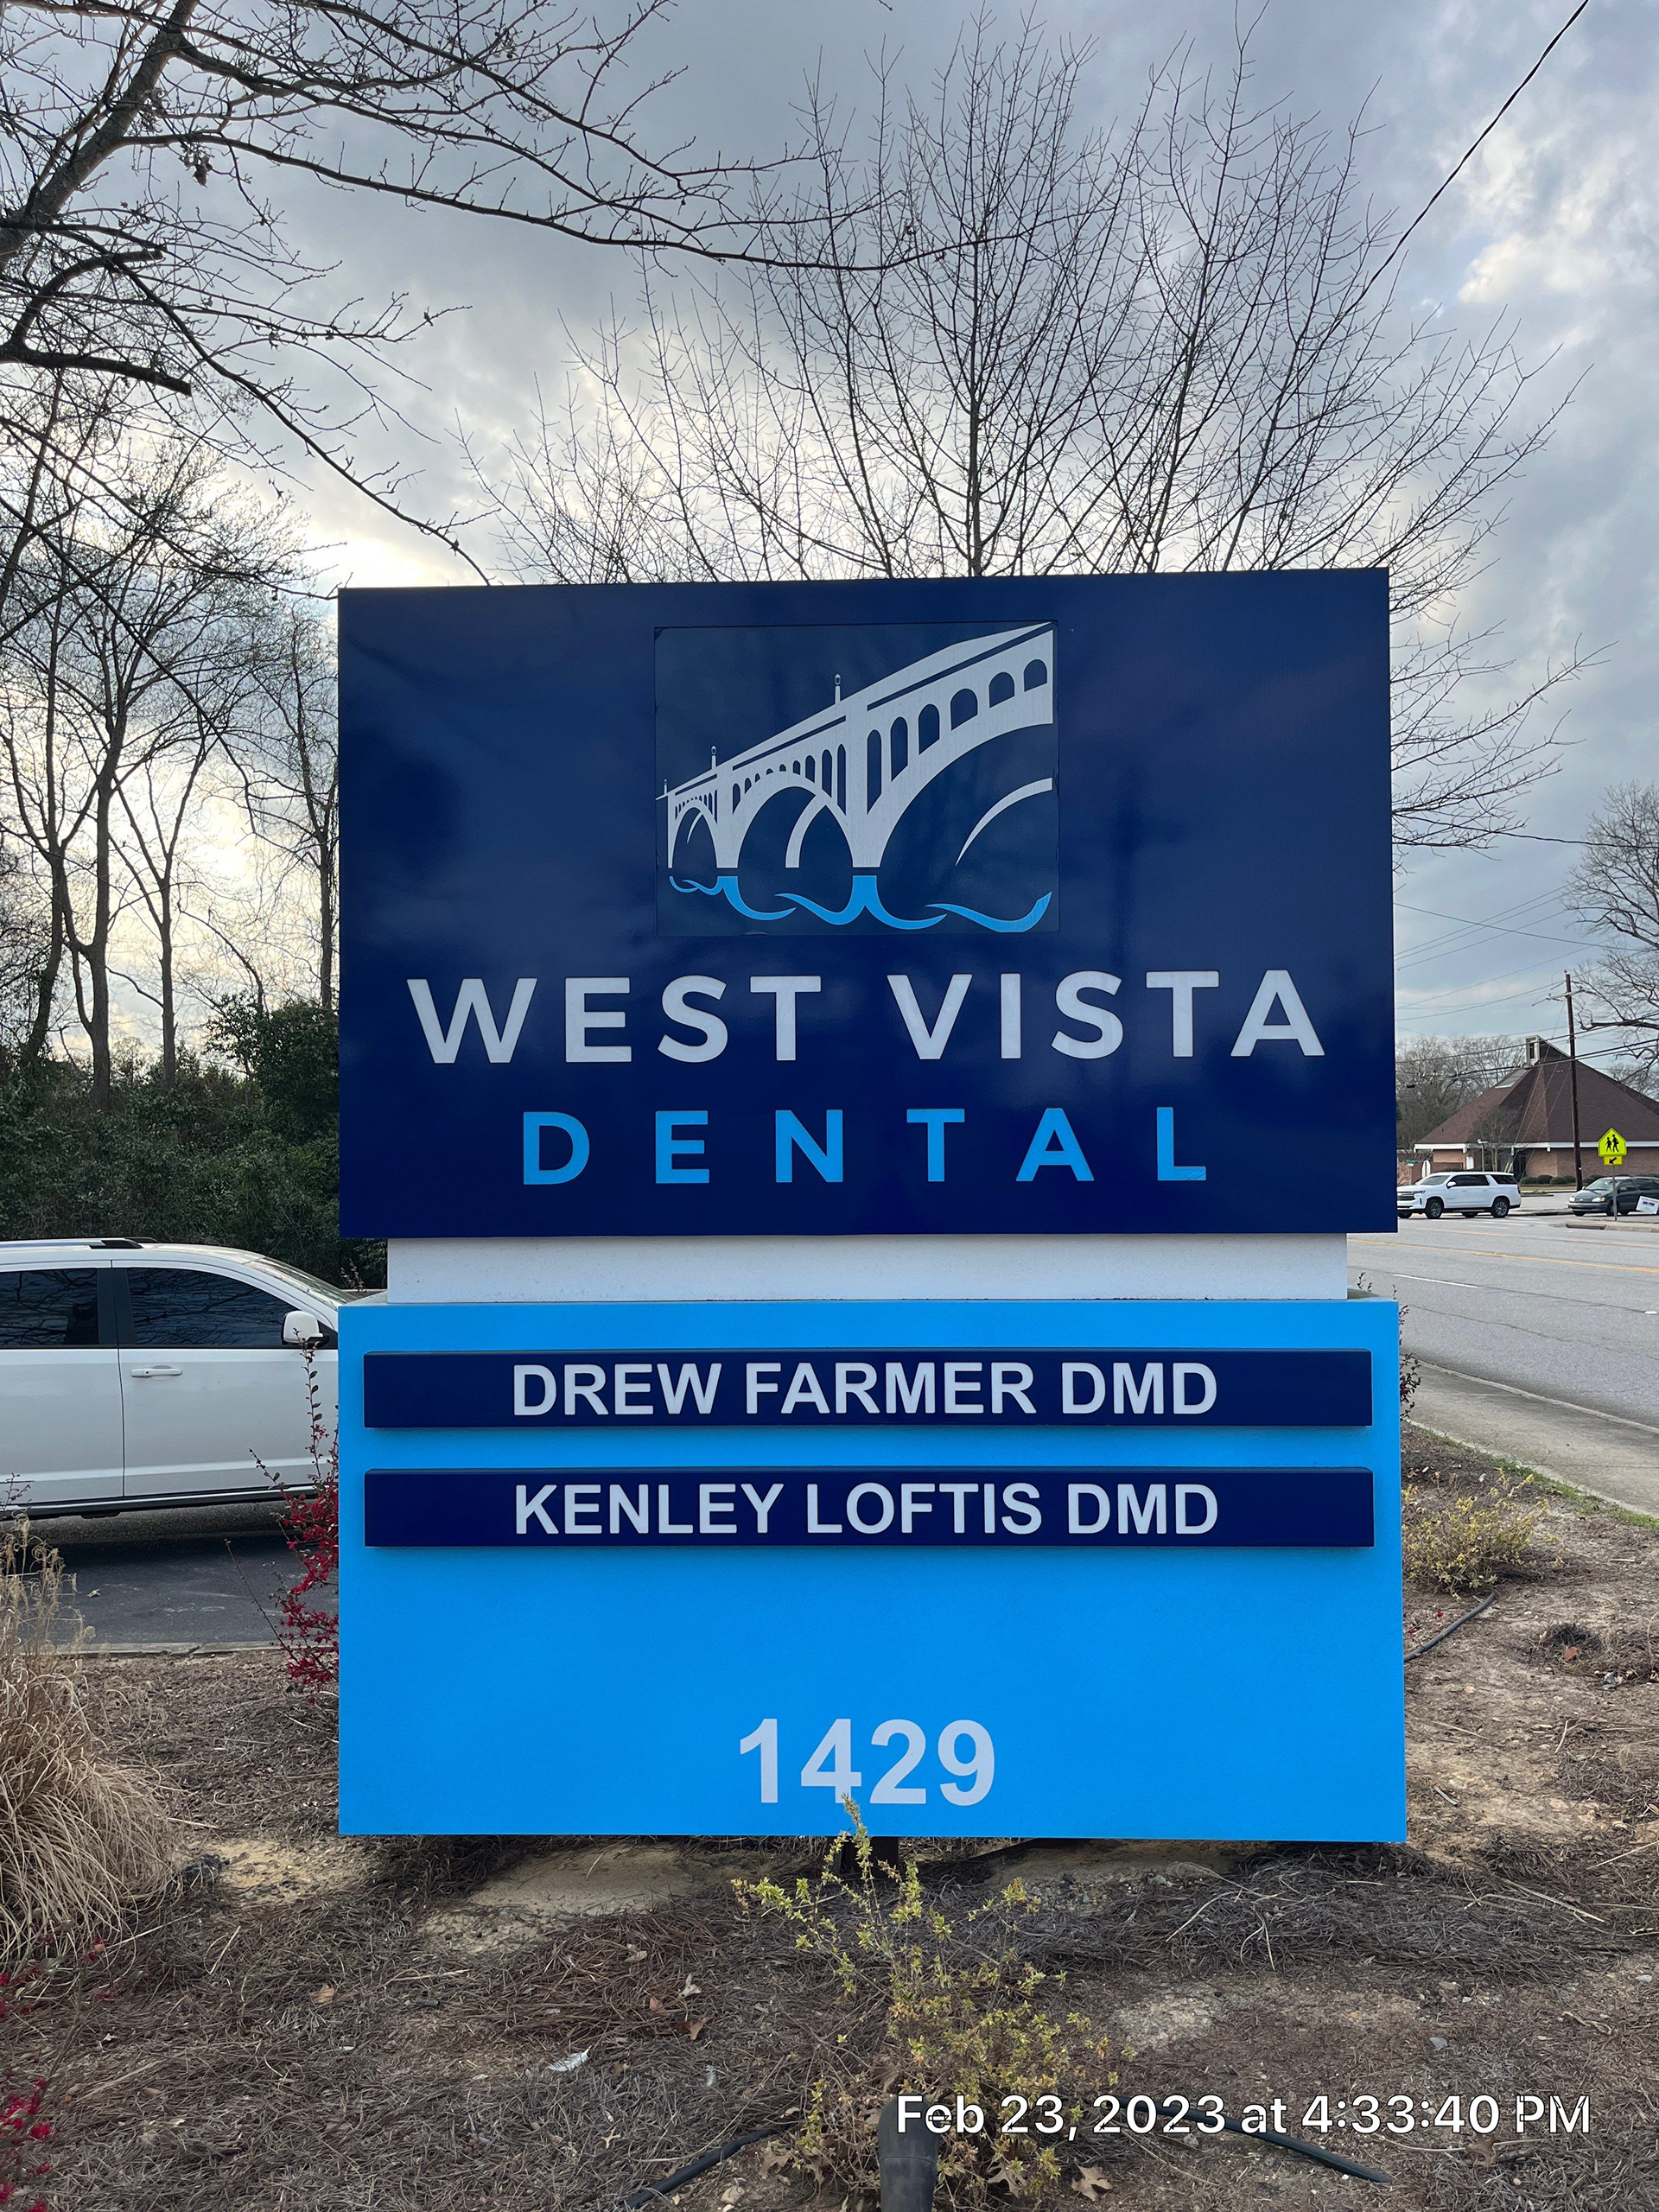 WEST VISTA
DENTAL
DREW FARMER DMD
KENLEY LOFTIS DMD
1429
Feb 23, 2023 at 4:33:40 PM